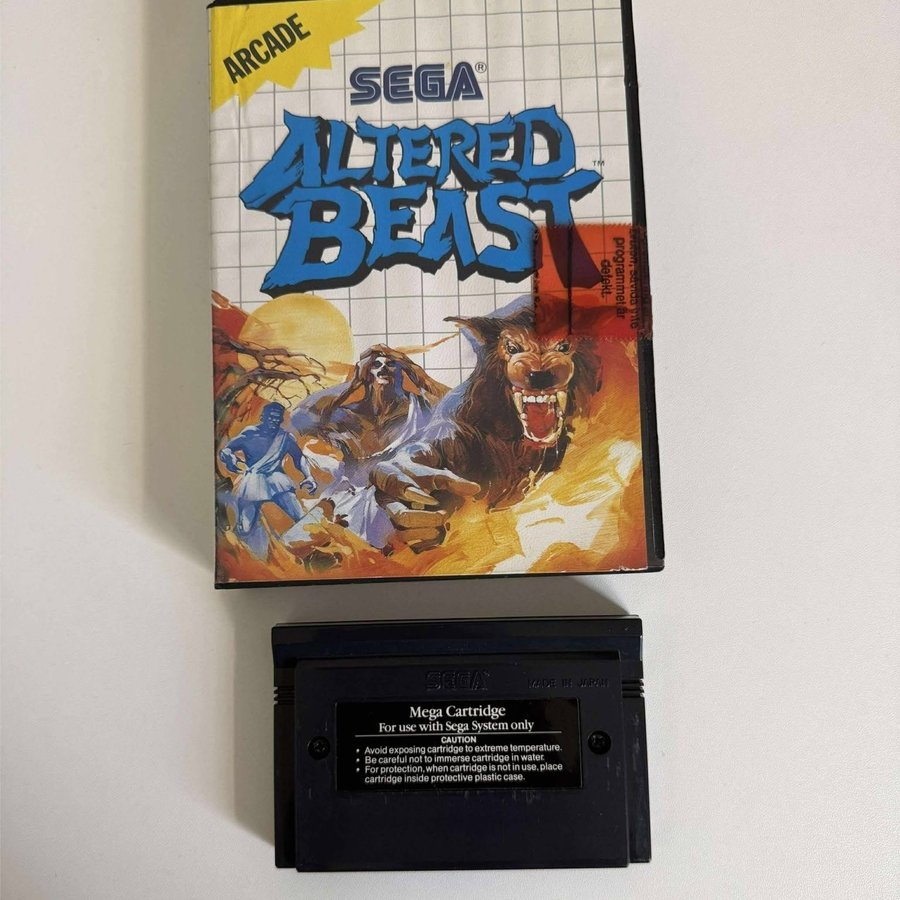 ARCADE
SEGA®
ALTERED
BEAST™
programmet är
defekt.
SEGA
MADE IN JAPAN
Mega Cartridge
For use with Sega System only
CAUTION
• Avoid exposing cartridge to extreme temperature.
• Be careful not to immerse cartridge in water.
• For protection, when cartridge is not in use, place
cartridge inside protective plastic case.